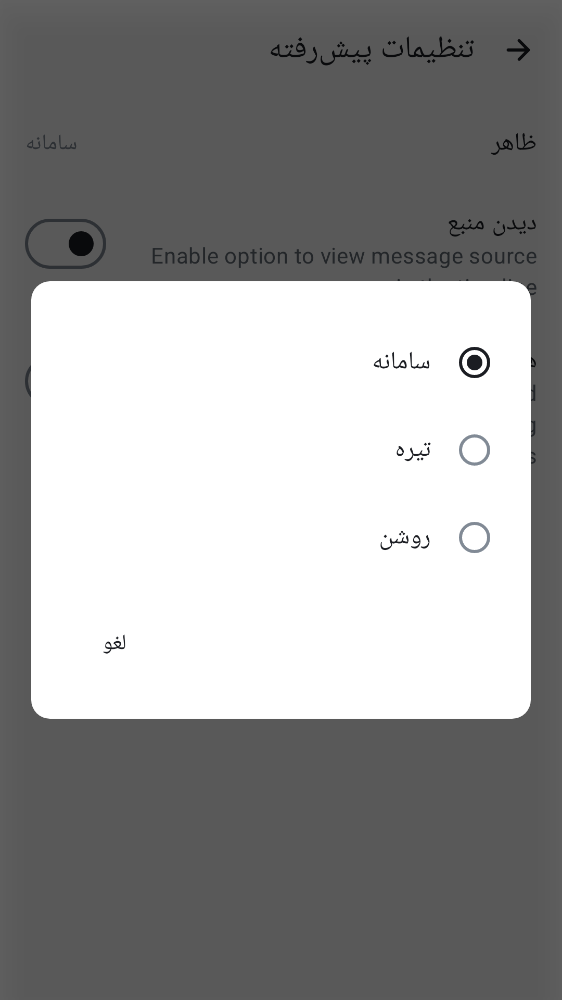 تنظیمات پیش‌رفته
ظاهر
سامانه
دیدن منبع
Enable option to view message source
سامانه
تیره
روشن
لغو